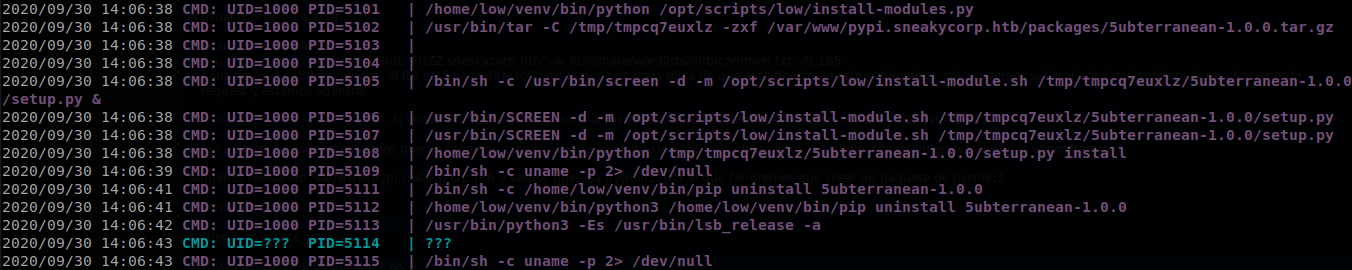 2020/09/30 14:06:38 CMD: UID=1000 PID=5101 | /home/low/venv/bin/python /opt/scripts/low/install-modules.py
2020/09/30 14:06:38 CMD: UID=1000 PID=5102 | /usr/bin/tar -C /tmp/tmpcq7euxlz -zxf /var/www/pypi.sneakycorp.htb/packages/5ubterranean-1.0.0.tar.gz
2020/09/30 14:06:38 CMD: UID=1000 PID=5103 |
2020/09/30 14:06:38 CMD: UID=1000 PID=5104 |
2020/09/30 14:06:38 CMD: UID=1000 PID=5105 | /bin/sh -c /usr/bin/screen -d -m /opt/scripts/low/install-module.sh /tmp/tmpcq7euxlz/5ubterranean-1.0.0
/setup.py &
2020/09/30 14:06:38 CMD: UID=1000 PID=5106 | /usr/bin/SCREEN -d -m /opt/scripts/low/install-module.sh /tmp/tmpcq7euxlz/5ubterranean-1.0.0/setup.py
2020/09/30 14:06:38 CMD: UID=1000 PID=5107 | /usr/bin/SCREEN -d -m /opt/scripts/low/install-module.sh /tmp/tmpcq7euxlz/5ubterranean-1.0.0/setup.py
2020/09/30 14:06:38 CMD: UID=1000 PID=5108 | /home/low/venv/bin/python /tmp/tmpcq7euxlz/5ubterranean-1.0.0/setup.py install
2020/09/30 14:06:39 CMD: UID=1000 PID=5109 | /bin/sh -c uname -p 2> /dev/null
2020/09/30 14:06:41 CMD: UID=1000 PID=5111 | /bin/sh -c /home/low/venv/bin/pip uninstall 5ubterranean-1.0.0
2020/09/30 14:06:41 CMD: UID=1000 PID=5112 | /home/low/venv/bin/python3 /home/low/venv/bin/pip uninstall 5ubterranean-1.0.0
2020/09/30 14:06:42 CMD: UID=1000 PID=5113 | /usr/bin/python3 -Es /usr/bin/lsb_release -a
2020/09/30 14:06:43 CMD: UID=??? PID=5114 | ???
2020/09/30 14:06:43 CMD: UID=1000 PID=5115 | /bin/sh -c uname -p 2> /dev/null